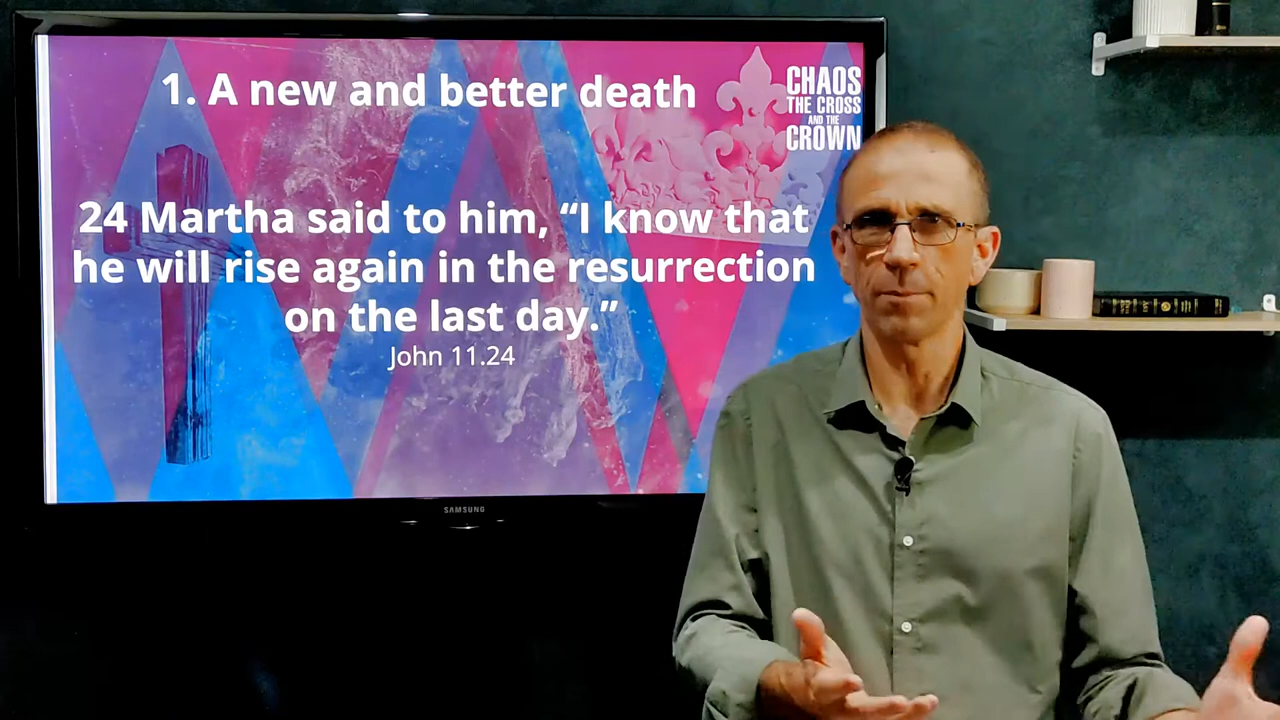 1. A new and better death
CHAOS
THE CROSS
AND THE
CROWN
24 Martha said to him, “I know that
he will rise again in the resurrection
on the last day.”
John 11.24
SAMSUNG